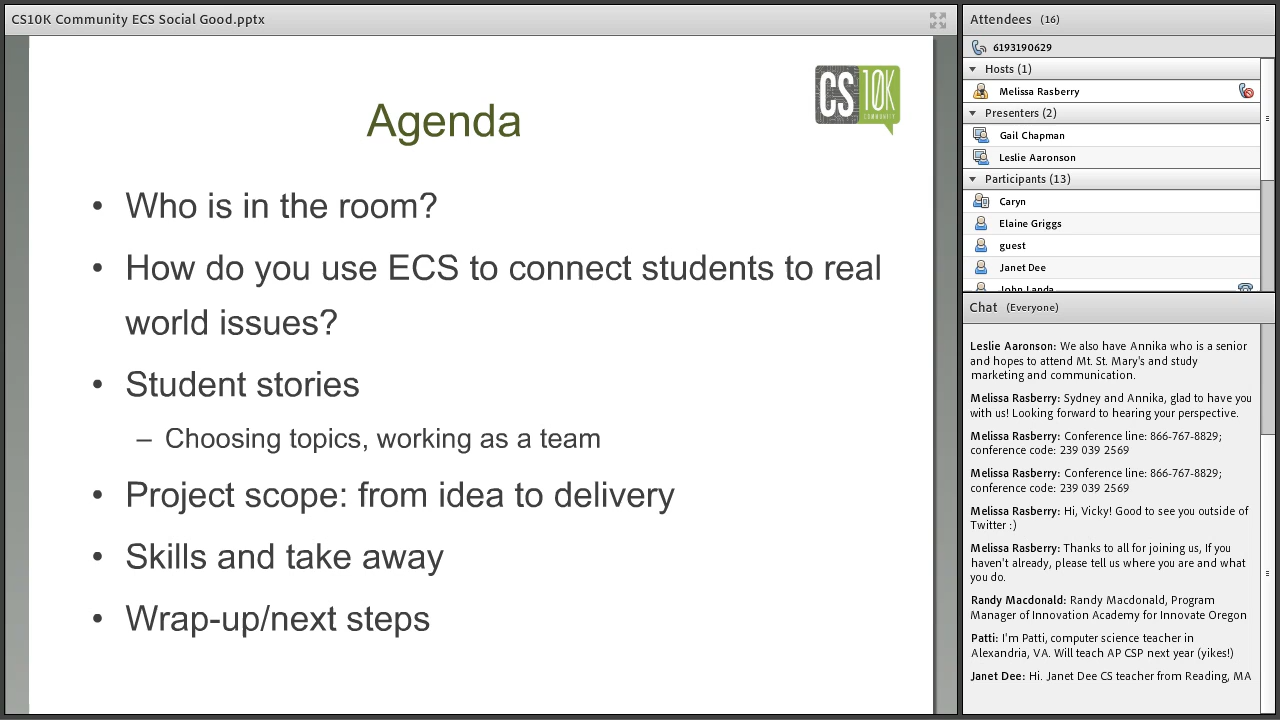 CS10K Community ECS Social Good.pptx
CS 10K
COMMUNITY
Agenda
• Who is in the room?
• How do you use ECS to connect students to real
world issues?
• Student stories
– Choosing topics, working as a team
• Project scope: from idea to delivery
• Skills and take away
• Wrap-up/next steps
Attendees (16)
6193190629
Hosts (1)
Melissa Rasberry
Presenters (2)
Gail Chapman
Leslie Aaronson
Participants (13)
Caryn
Elaine Griggs
guest
Janet Dee
John Landa
Chat (Everyone)
Leslie Aaronson: We also have Annika who is a senior
and hopes to attend Mt. St. Mary's and study
marketing and communication.
Melissa Rasberry: Sydney and Annika, glad to have you
with us! Looking forward to hearing your perspective.
Melissa Rasberry: Conference line: 866-767-8829;
conference code: 239 039 2569
Melissa Rasberry: Conference line: 866-767-8829;
conference code: 239 039 2569
Melissa Rasberry: Hi, Vicky! Good to see you outside of
Twitter :)
Melissa Rasberry: Thanks to all for joining us, If you
haven't already, please tell us where you are and what
you do.
Randy Macdonald: Randy Macdonald, Program
Manager of Innovation Academy for Innovate Oregon
Patti: I'm Patti, computer science teacher in
Alexandria, VA. Will teach AP CSP next year (yikes!)
Janet Dee: Hi. Janet Dee CS teacher from Reading, MA